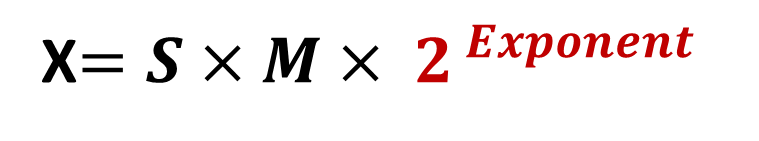 X= S × M × 2 Exponent